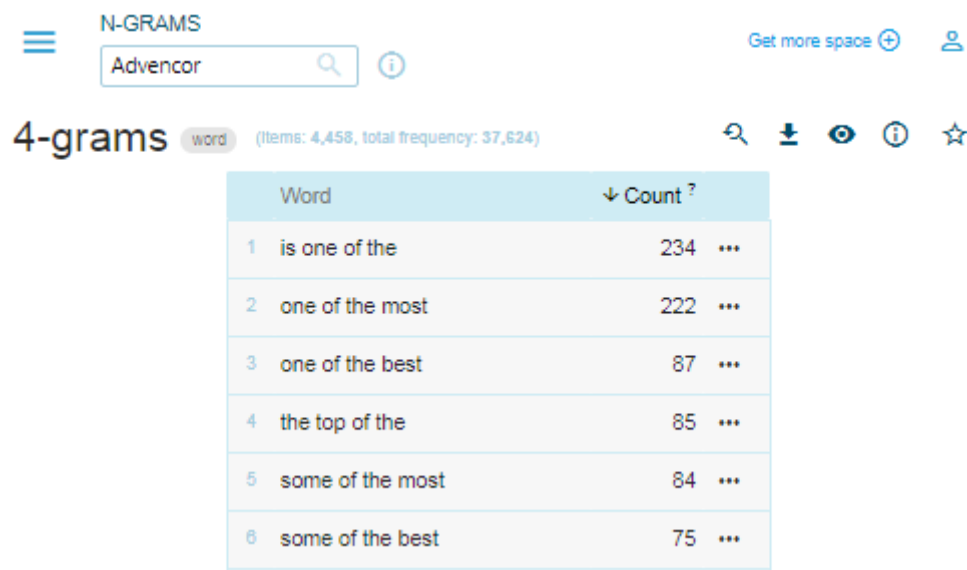 N-GRAMS
Advencor
Get more space
4-grams word (Items: 4,458, total frequency: 37,624)
Word Count ?
1 is one of the 234 •••
2 one of the most 222 •••
3 one of the best 87 •••
4 the top of the 85 •••
5 some of the most 84 •••
6 some of the best 75 •••